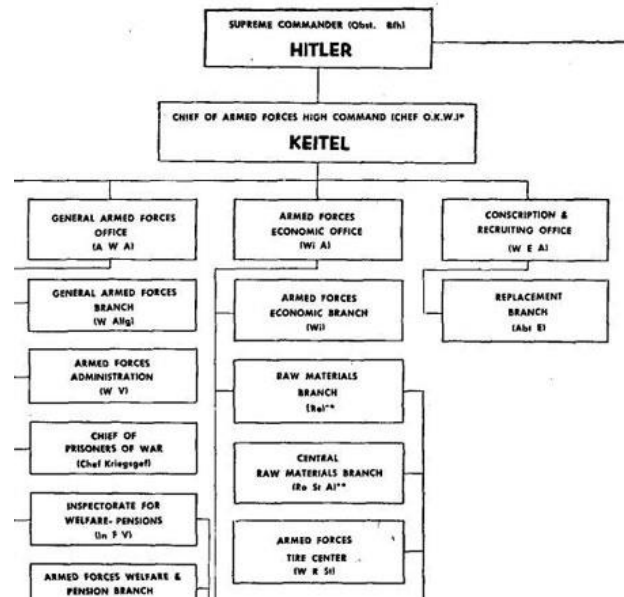 SUPREME COMMANDER (Obst. Bfh)
HITLER
CHIEF OF ARMED FORCES HIGH COMMAND (CHEF O.K.W.)*
KEITEL
GENERAL ARMED FORCES
OFFICE
(A W A)
ARMED FORCES
ECONOMIC OFFICE
(Wi A)
CONSCRIPTION &
RECRUITING OFFICE
(W E A)
GENERAL ARMED FORCES
BRANCH
(W Allg)
ARMED FORCES
ECONOMIC BRANCH
(Wi)
REPLACEMENT
BRANCH
(Abt E)
ARMED FORCES
ADMINISTRATION
(W V)
RAW MATERIALS
BRANCH
(Ro)**
CHIEF OF
PRISONERS OF WAR
(Chef Kriegsgef)
CENTRAL
RAW MATERIALS BRANCH
(Ro St A)**
INSPECTORATE FOR
WELFARE-PENSIONS
(In F V)
ARMED FORCES
TIRE CENTER
(W R St)
ARMED FORCES WELFARE &
PENSION BRANCH